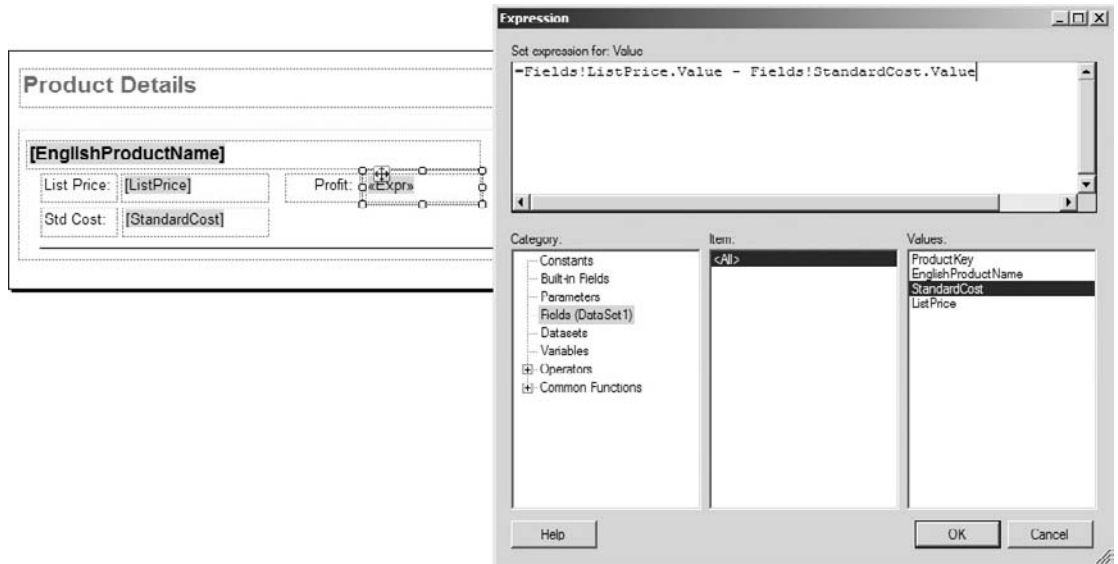 Product Details
[EnglishProductName]
List Price: [ListPrice] Profit: «Expr»
Std Cost: [StandardCost]
Expression
Set expression for: Value
=Fields!ListPrice.Value - Fields!StandardCost.Value
Category: Item: Values:
Constants <All> ProductKey
Built-in Fields EnglishProductName
Parameters StandardCost
Fields (DataSet1) ListPrice
Datasets
Variables
Operators
Common Functions
Help OK Cancel